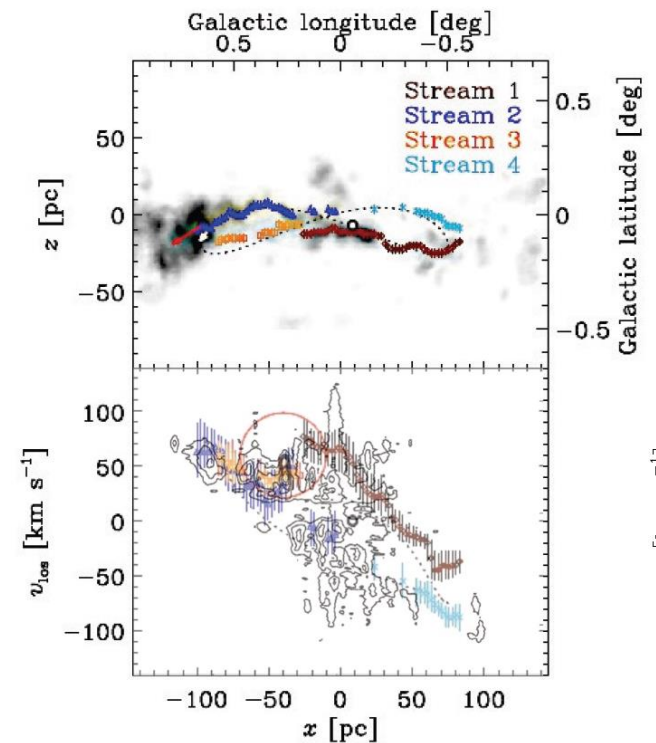 Galactic longitude [deg]
0.5 0 −0.5
Stream 1
Stream 2
Stream 3
Stream 4
50
0
−50
z [pc]
0.5
0
−0.5
Galactic latitude [deg]
100
50
0
−50
−100
v_los [km s⁻¹]
−100 −50 0 50 100
x [pc]